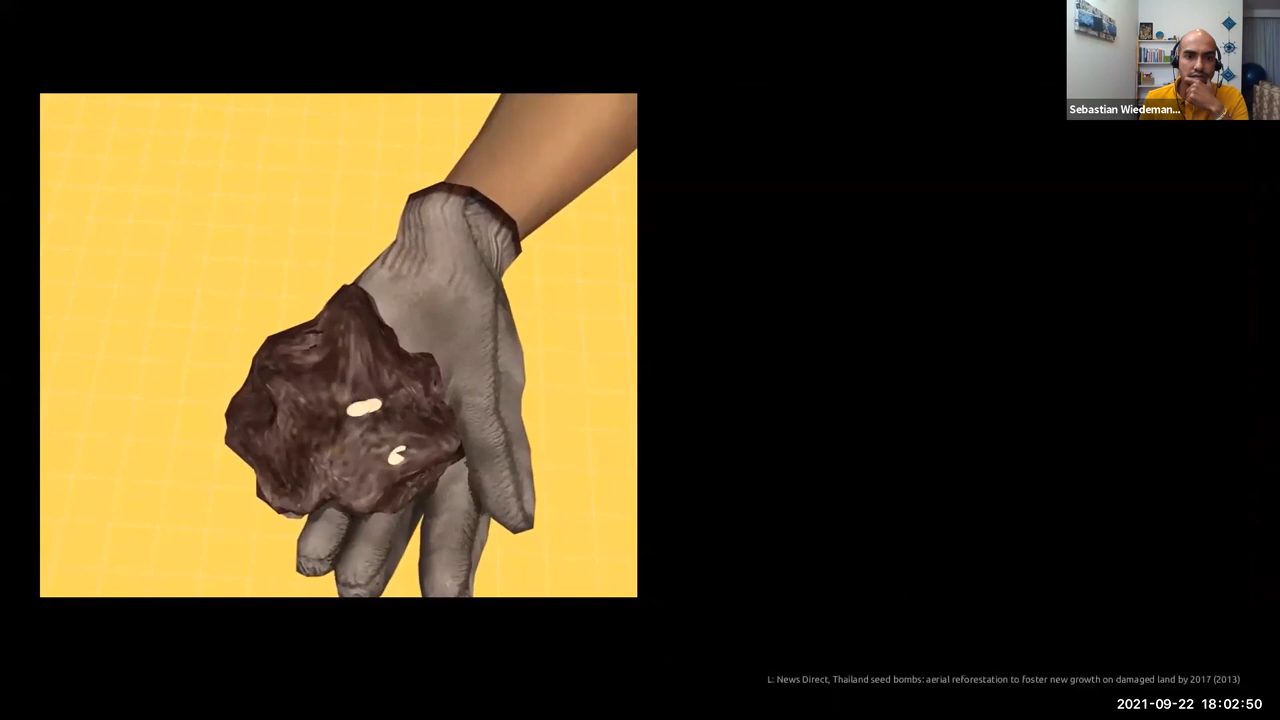 Sebastian Wiedeman...
L: News Direct, Thailand seed bombs: aerial reforestation to foster new growth on damaged land by 2017 (2013)
2021-09-22 18:02:50